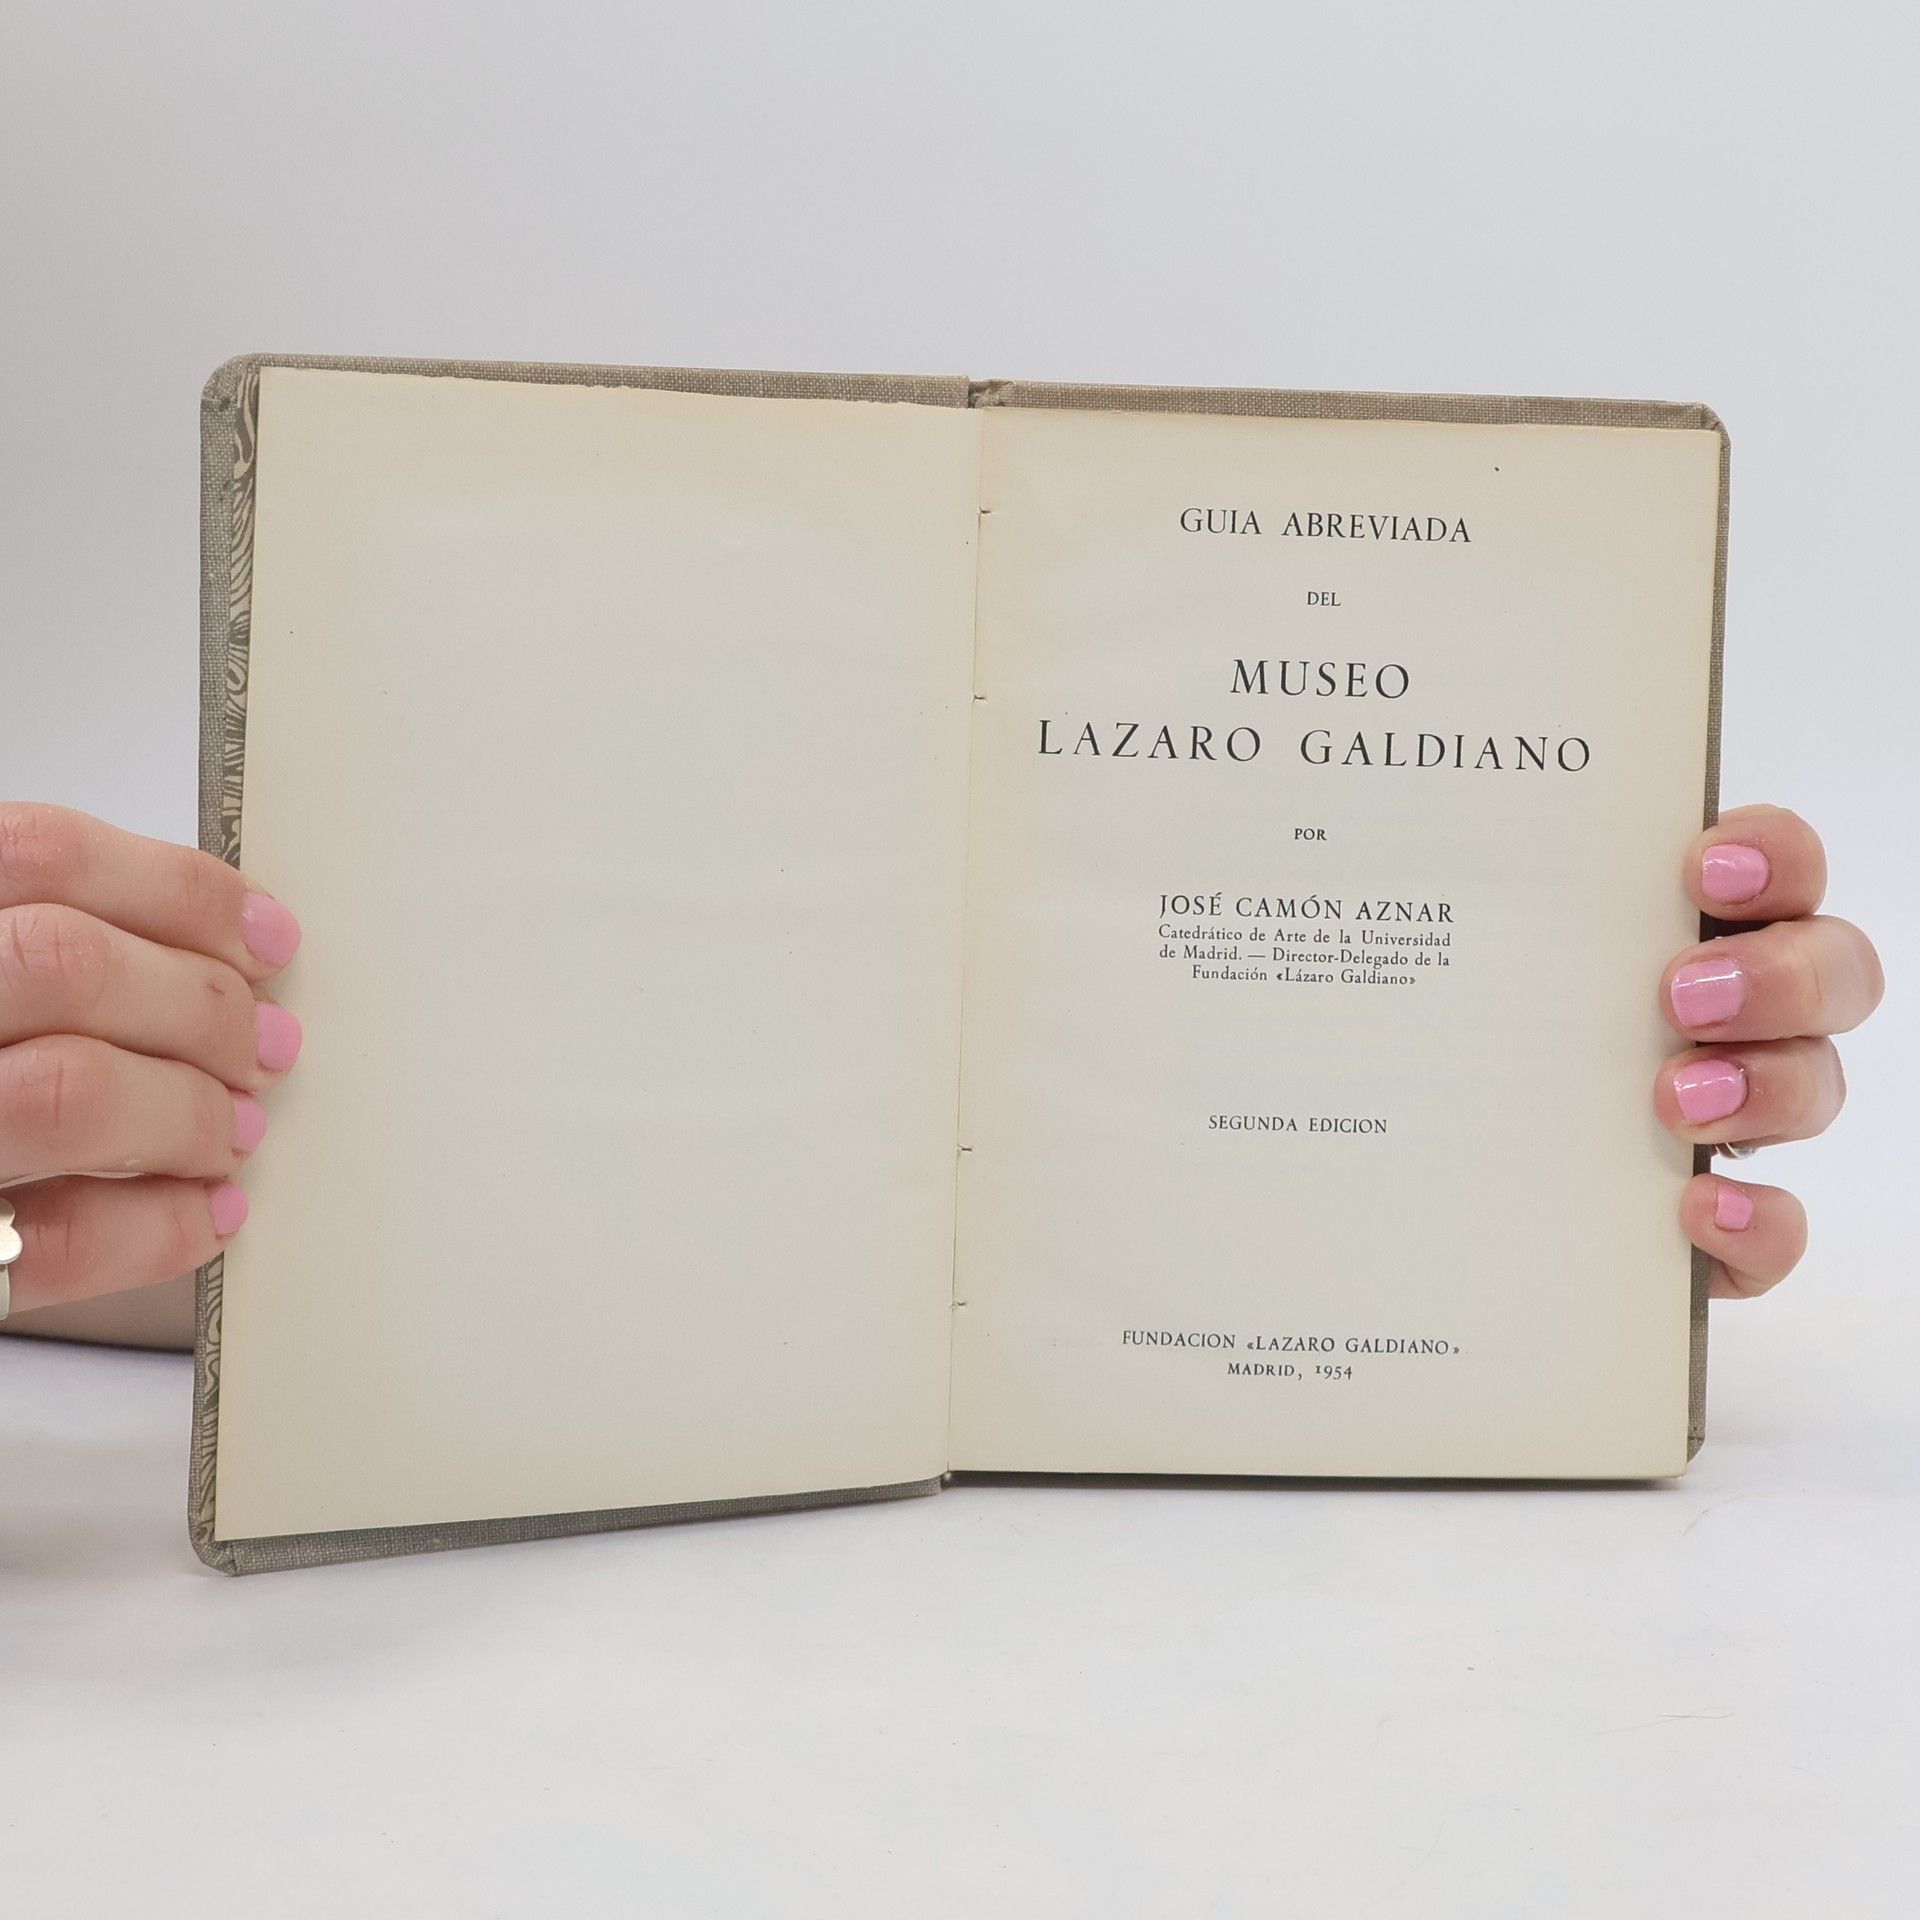 GUIA ABREVIADA
DEL
MUSEO
LAZARO GALDIANO
POR
JOSÉ CAMÓN AZNAR
Catedrático de Arte de la Universidad
de Madrid. — Director-Delegado de la
Fundación «Lázaro Galdiano»
SEGUNDA EDICION
FUNDACION «LAZARO GALDIANO»
MADRID, 1954